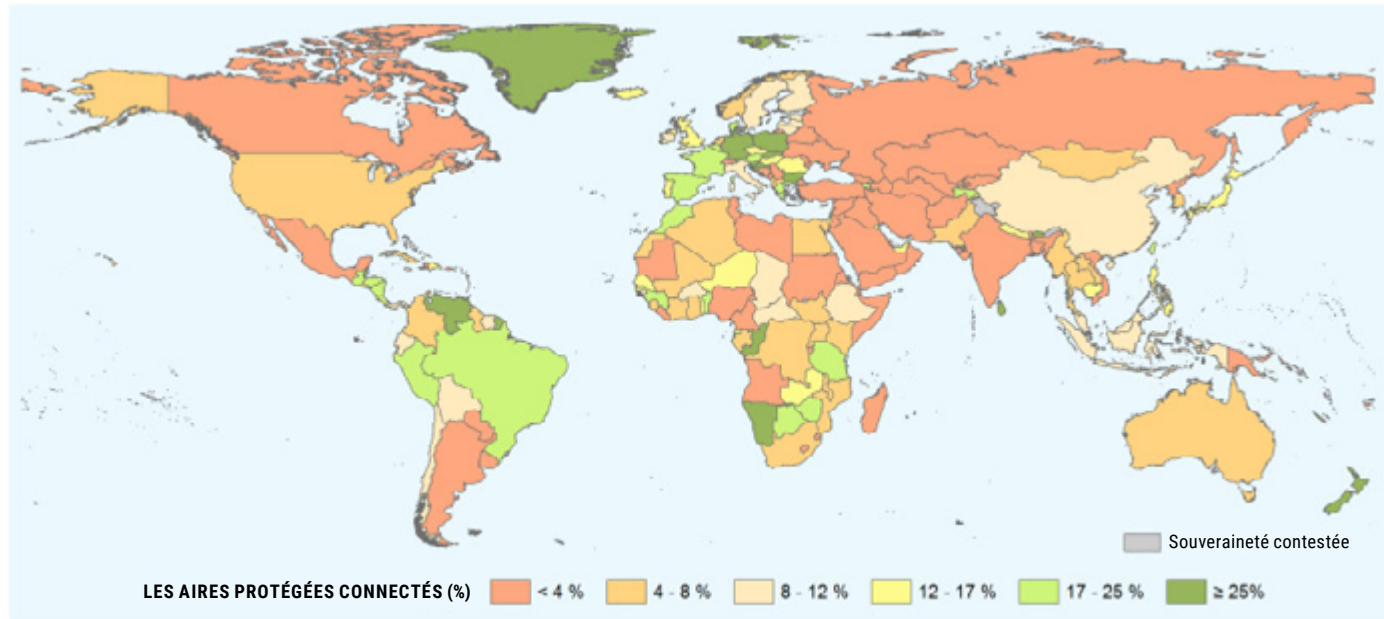 Souveraineté contestée
LES AIRES PROTÉGÉES CONNECTÉS (%) < 4 % 4 - 8 % 8 - 12 % 12 - 17 % 17 - 25 % ≥ 25%